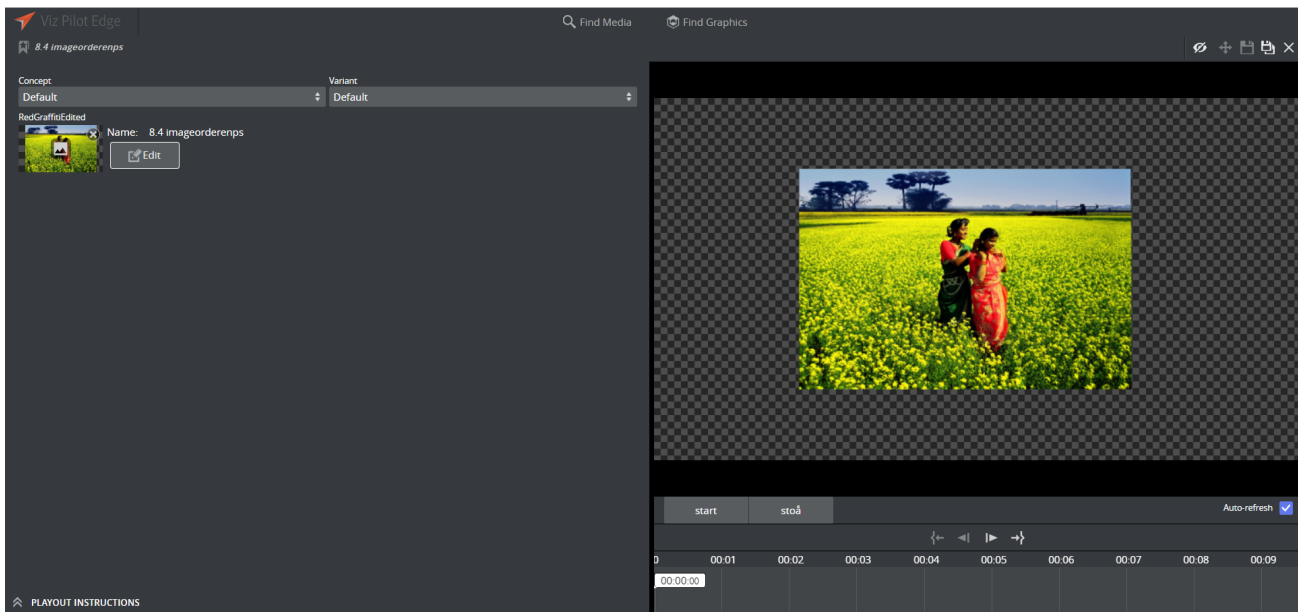 Viz Pilot Edge
Find Media
Find Graphics
8.4 imageorderenps
Concept
Variant
Default
Default
RedGraffitiEdited
Name: 8.4 imageorderenps
Edit
start
stoå
Auto-refresh
0 00:01 00:02 00:03 00:04 00:05 00:06 00:07 00:08 00:09
00:00:00
PLAYOUT INSTRUCTIONS